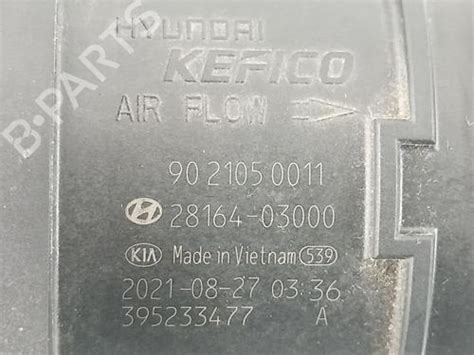 HYUNDAI
KEFICO
AIR FLOW
B-PARTS
90 2105 0011
28164-03000
KIA Made in Vietnam 539
2021-08-27 03:36
395233477 A